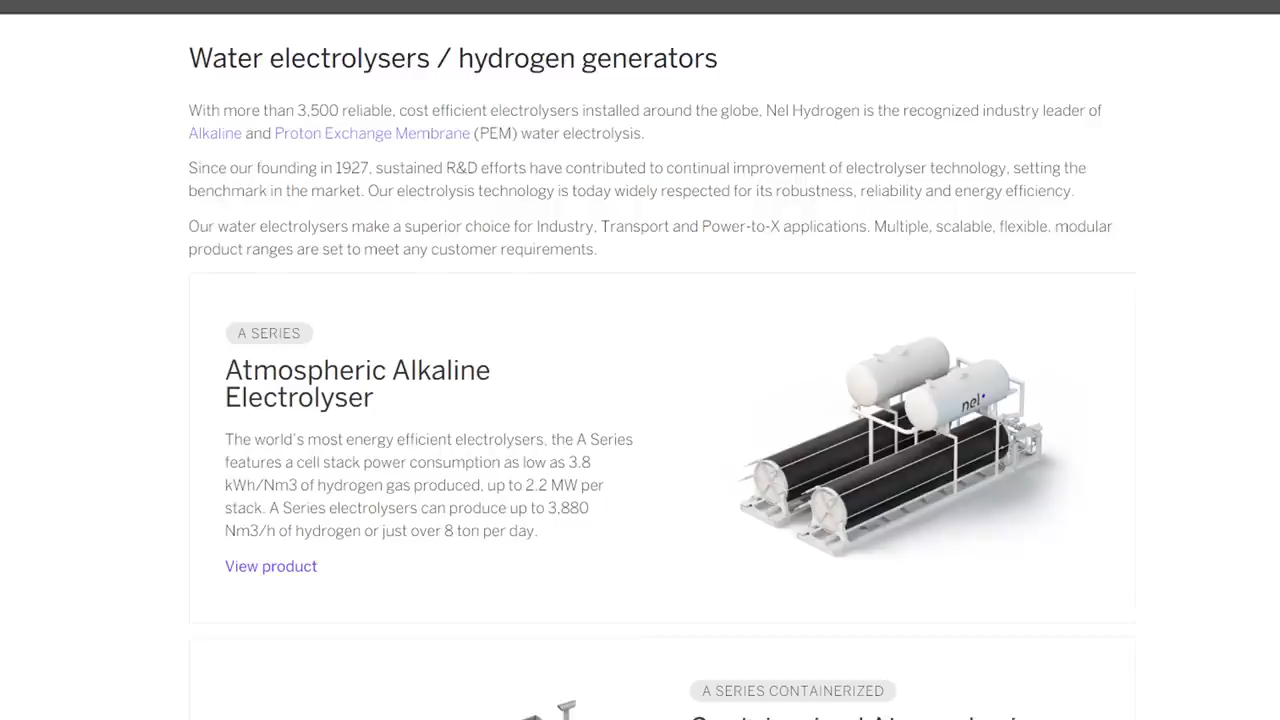 Water electrolysers / hydrogen generators
With more than 3,500 reliable, cost efficient electrolysers installed around the globe, Nel Hydrogen is the recognized industry leader of
Alkaline and Proton Exchange Membrane (PEM) water electrolysis.
Since our founding in 1927, sustained R&D efforts have contributed to continual improvement of electrolyser technology, setting the
benchmark in the market. Our electrolysis technology is today widely respected for its robustness, reliability and energy efficiency.
Our water electrolysers make a superior choice for Industry, Transport and Power-to-X applications. Multiple, scalable, flexible, modular
product ranges are set to meet any customer requirements.
A SERIES
Atmospheric Alkaline
Electrolyser
The world's most energy efficient electrolysers, the A Series
features a cell stack power consumption as low as 3.8
kWh/Nm3 of hydrogen gas produced, up to 2.2 MW per
stack. A Series electrolysers can produce up to 3,880
Nm3/h of hydrogen or just over 8 ton per day.
View product
nel
A SERIES CONTAINERIZED